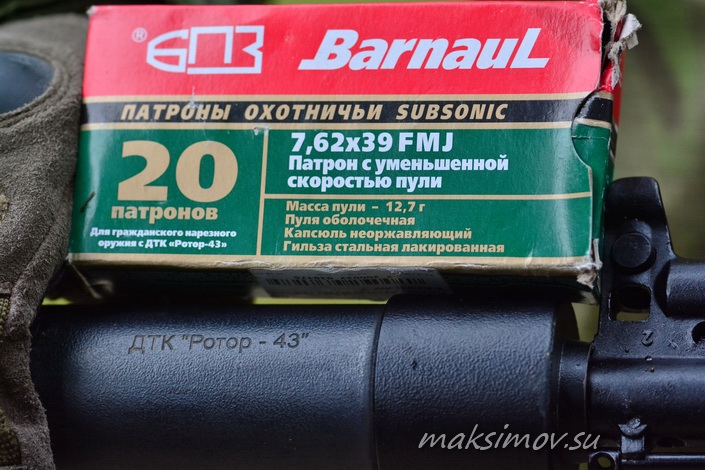 ® БПЗ Barnaul
ПАТРОНЫ ОХОТНИЧЬИ SUBSONIC
20
патронов
Для гражданского нарезного
оружия с ДТК «Ротор-43»
7,62x39 FMJ
Патрон с уменьшенной
скоростью пули
Масса пули – 12,7 г
Пуля оболочечная
Капсюль неоржавляющий
Гильза стальная лакированная
ДТК "Ротор - 43"
2
maksimov.su